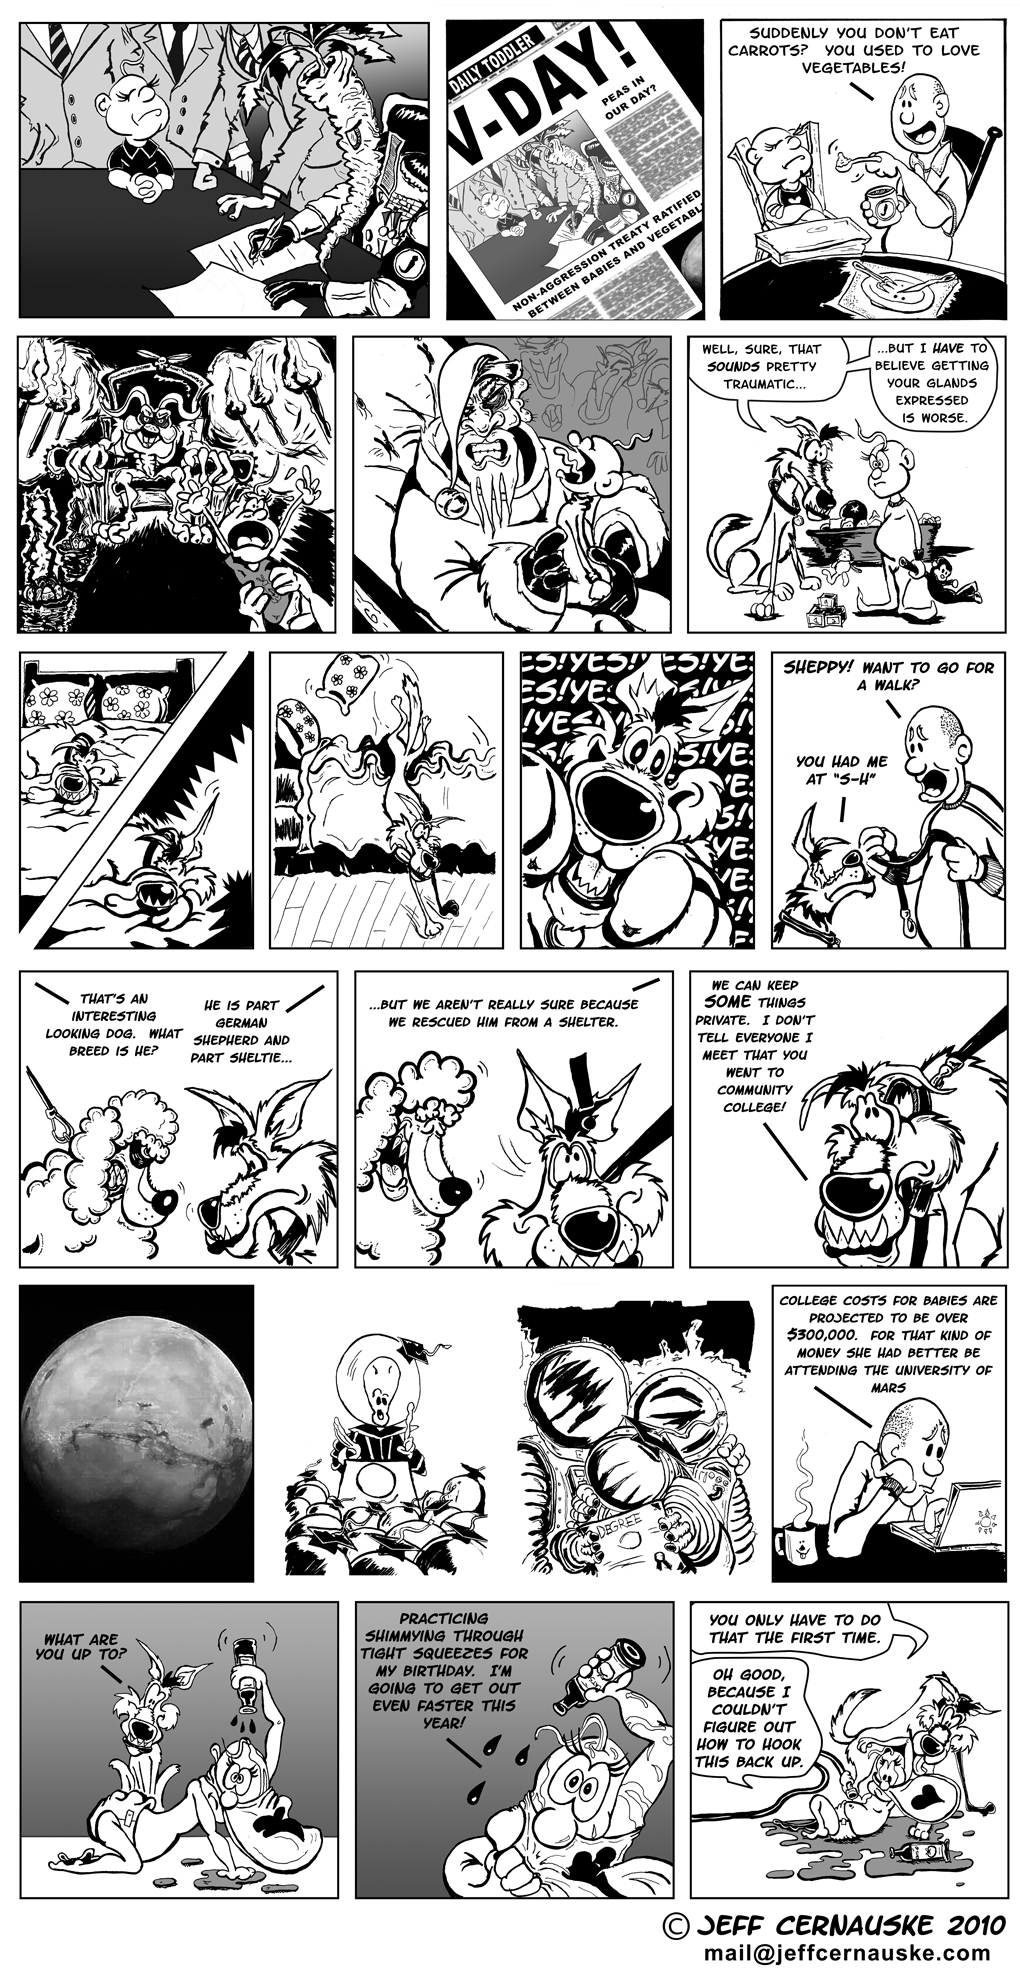 DAILY TODDLER
V-DAY!
PEAS IN
OUR DAY?
NON-AGGRESSION TREATY RATIFIED
BETWEEN BABIES AND VEGETABL
SUDDENLY YOU DON'T EAT
CARROTS? YOU USED TO LOVE
VEGETABLES!
WELL, SURE, THAT
SOUNDS PRETTY
TRAUMATIC...
...BUT I HAVE TO
BELIEVE GETTING
YOUR GLANDS
EXPRESSED
IS WORSE.
ES!YES!YES!YES!YE
SHEPPY! WANT TO GO FOR
A WALK?
YOU HAD ME
AT "S-H"
THAT'S AN
INTERESTING
LOOKING DOG. WHAT
BREED IS HE?
HE IS PART
GERMAN
SHEPHERD AND
PART SHELTIE...
...BUT WE AREN'T REALLY SURE BECAUSE
WE RESCUED HIM FROM A SHELTER.
WE CAN KEEP
SOME THINGS
PRIVATE. I DON'T
TELL EVERYONE I
MEET THAT YOU
WENT TO
COMMUNITY
COLLEGE!
DEGREE
COLLEGE COSTS FOR BABIES ARE
PROJECTED TO BE OVER
$300,000. FOR THAT KIND OF
MONEY SHE HAD BETTER BE
ATTENDING THE UNIVERSITY OF
MARS
WHAT ARE
YOU UP TO?
PRACTICING
SHIMMYING THROUGH
TIGHT SQUEEZES FOR
MY BIRTHDAY. I'M
GOING TO GET OUT
EVEN FASTER THIS
YEAR!
YOU ONLY HAVE TO DO
THAT THE FIRST TIME.
OH GOOD,
BECAUSE I
COULDN'T
FIGURE OUT
HOW TO HOOK
THIS BACK UP.
© JEFF CERNAUSKE 2010
mail@jeffcernauske.com